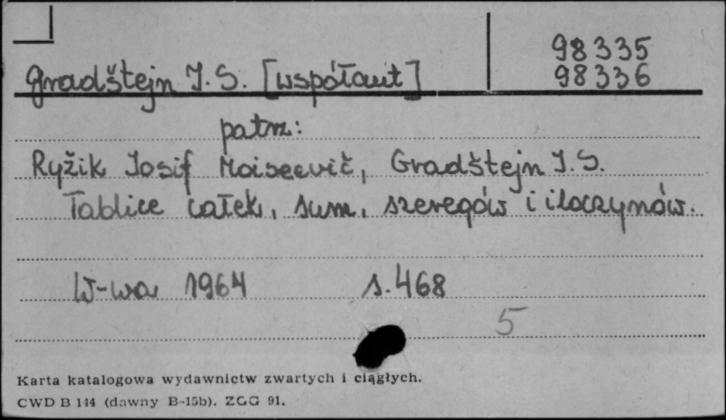 98335
Gradštejn I. S. [współaut] 98336
patrz:
Ryžik Iosif Moiseevič, Gradštejn I. S.
Tablice całek, sum, szeregów i iloczynów.
W-wa 1964 s. 468
5
Karta katalogowa wydawnictw zwartych i ciągłych.
CWD B 144 (dawny B-15b). ZGG 91.